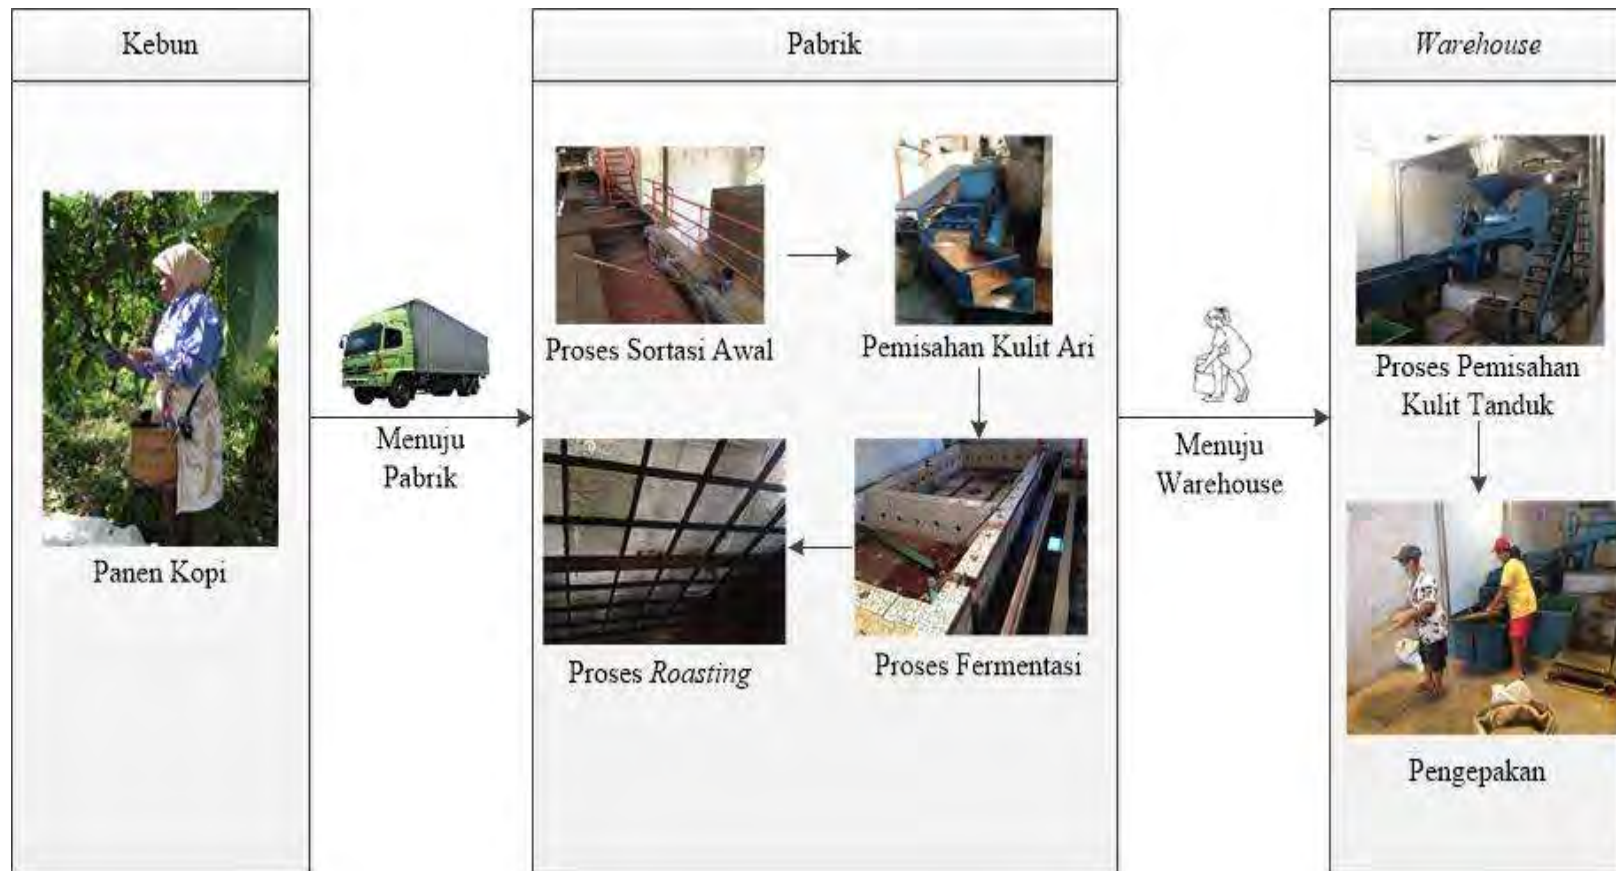 Kebun
Pabrik
Warehouse
Panen Kopi
Menuju
Pabrik
Proses Sortasi Awal
Pemisahan Kulit Ari
Proses Roasting
Proses Fermentasi
Menuju
Warehouse
Proses Pemisahan
Kulit Tanduk
Pengepakan